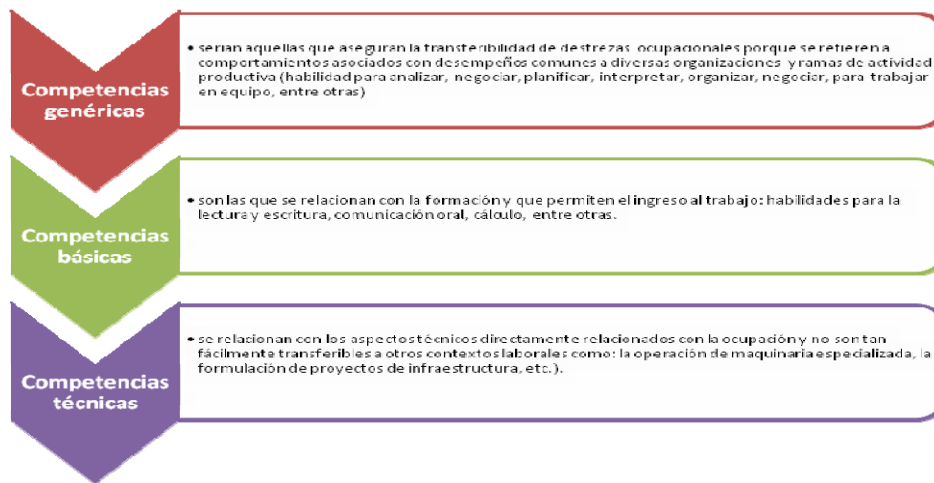 Competencias
genéricas
• serían aquellas que aseguran la transferibilidad de destrezas ocupacionales porque se refieren a
comportamientos asociados con desempeños comunes a diversas organizaciones y ramas de actividad
productiva (habilidad para analizar, negociar, planificar, interpretar, organizar, negociar, para trabajar
en equipo, entre otras)
Competencias
básicas
• son las que se relacionan con la formación y que permiten el ingreso al trabajo: habilidades para la
lectura y escritura, comunicación oral, cálculo, entre otras.
Competencias
técnicas
• se relacionan con los aspectos técnicos directamente relacionados con la ocupación y no son tan
fácilmente transferibles a otros contextos laborales como: la operación de maquinaria especializada, la
formulación de proyectos de infraestructura, etc.).